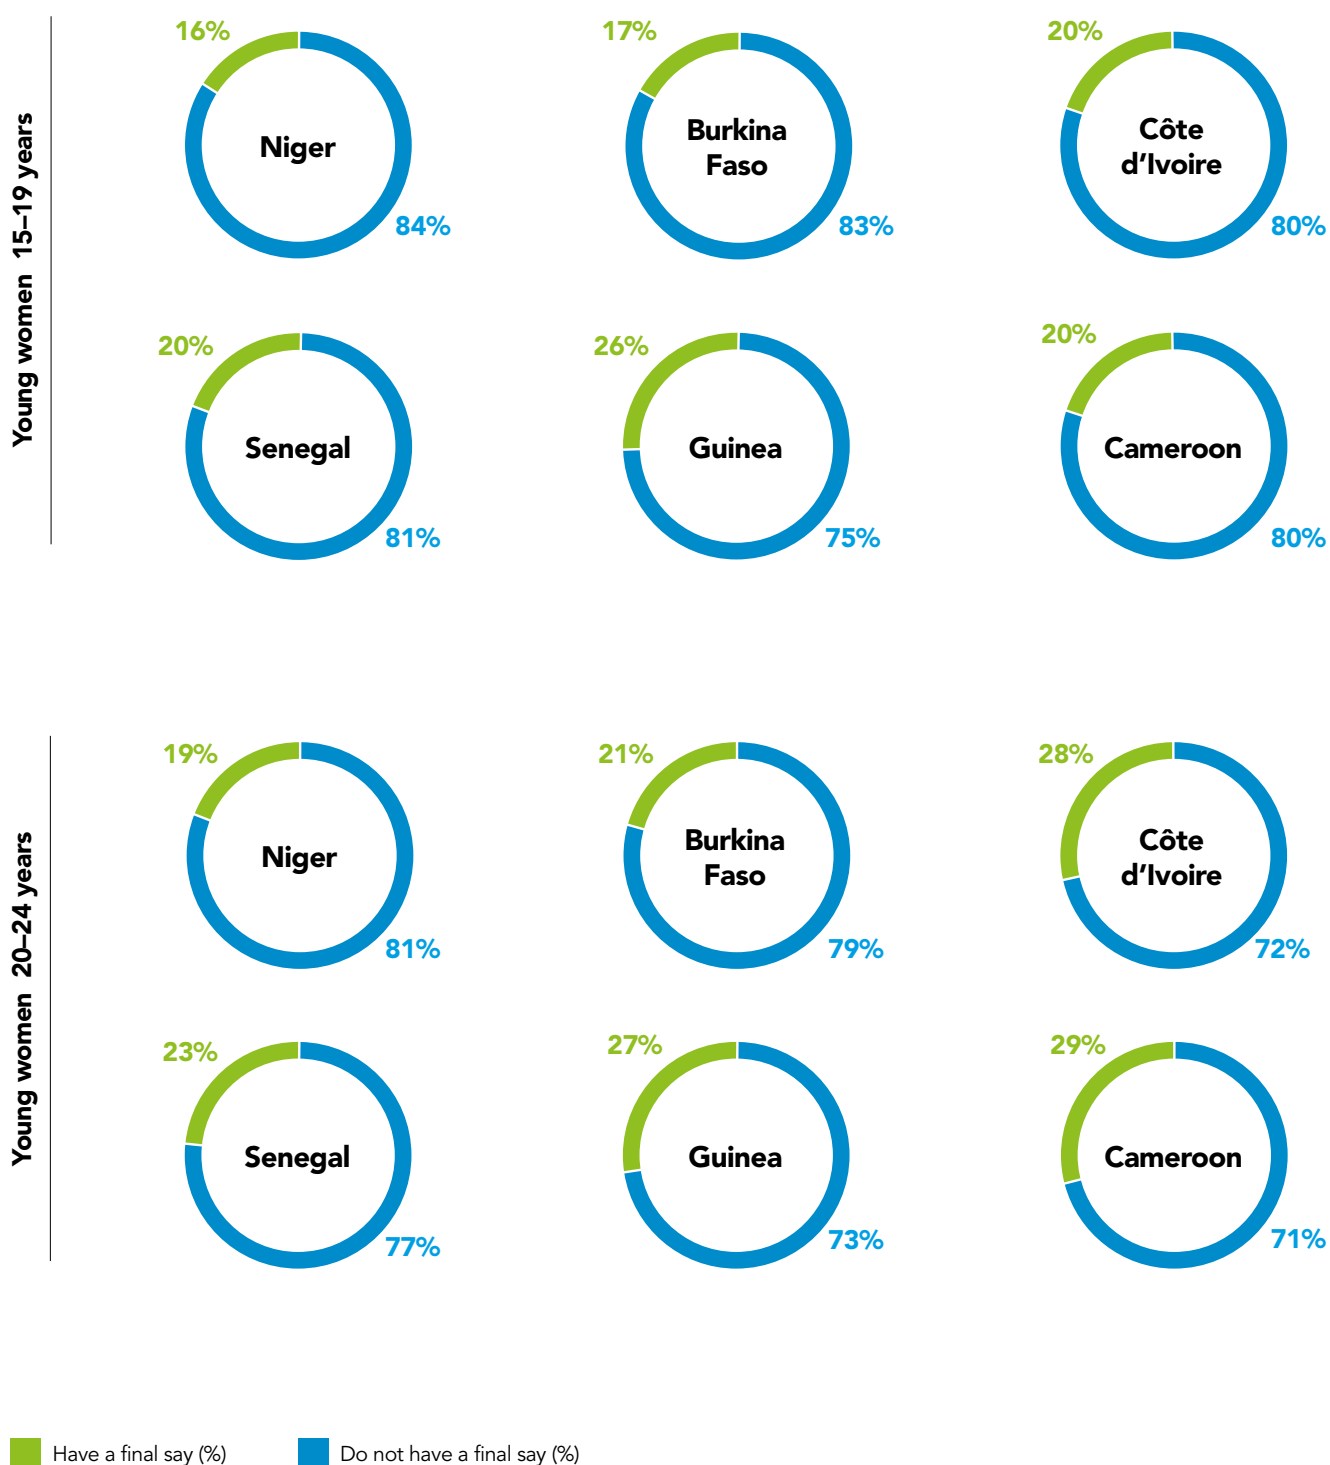 Young women 15–19 years
16%
Niger
84%
17%
Burkina
Faso
83%
20%
Côte
d’Ivoire
80%
20%
Senegal
81%
26%
Guinea
75%
20%
Cameroon
80%
Young women 20–24 years
19%
Niger
81%
21%
Burkina
Faso
79%
28%
Côte
d’Ivoire
72%
23%
Senegal
77%
27%
Guinea
73%
29%
Cameroon
71%
Have a final say (%)
Do not have a final say (%)